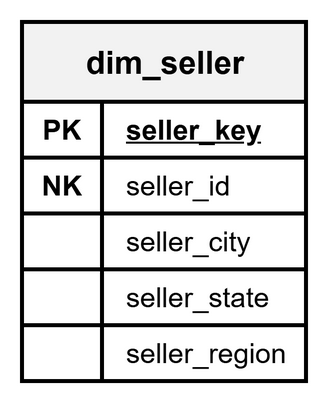 dim_seller
PK seller_key
NK seller_id
seller_city
seller_state
seller_region